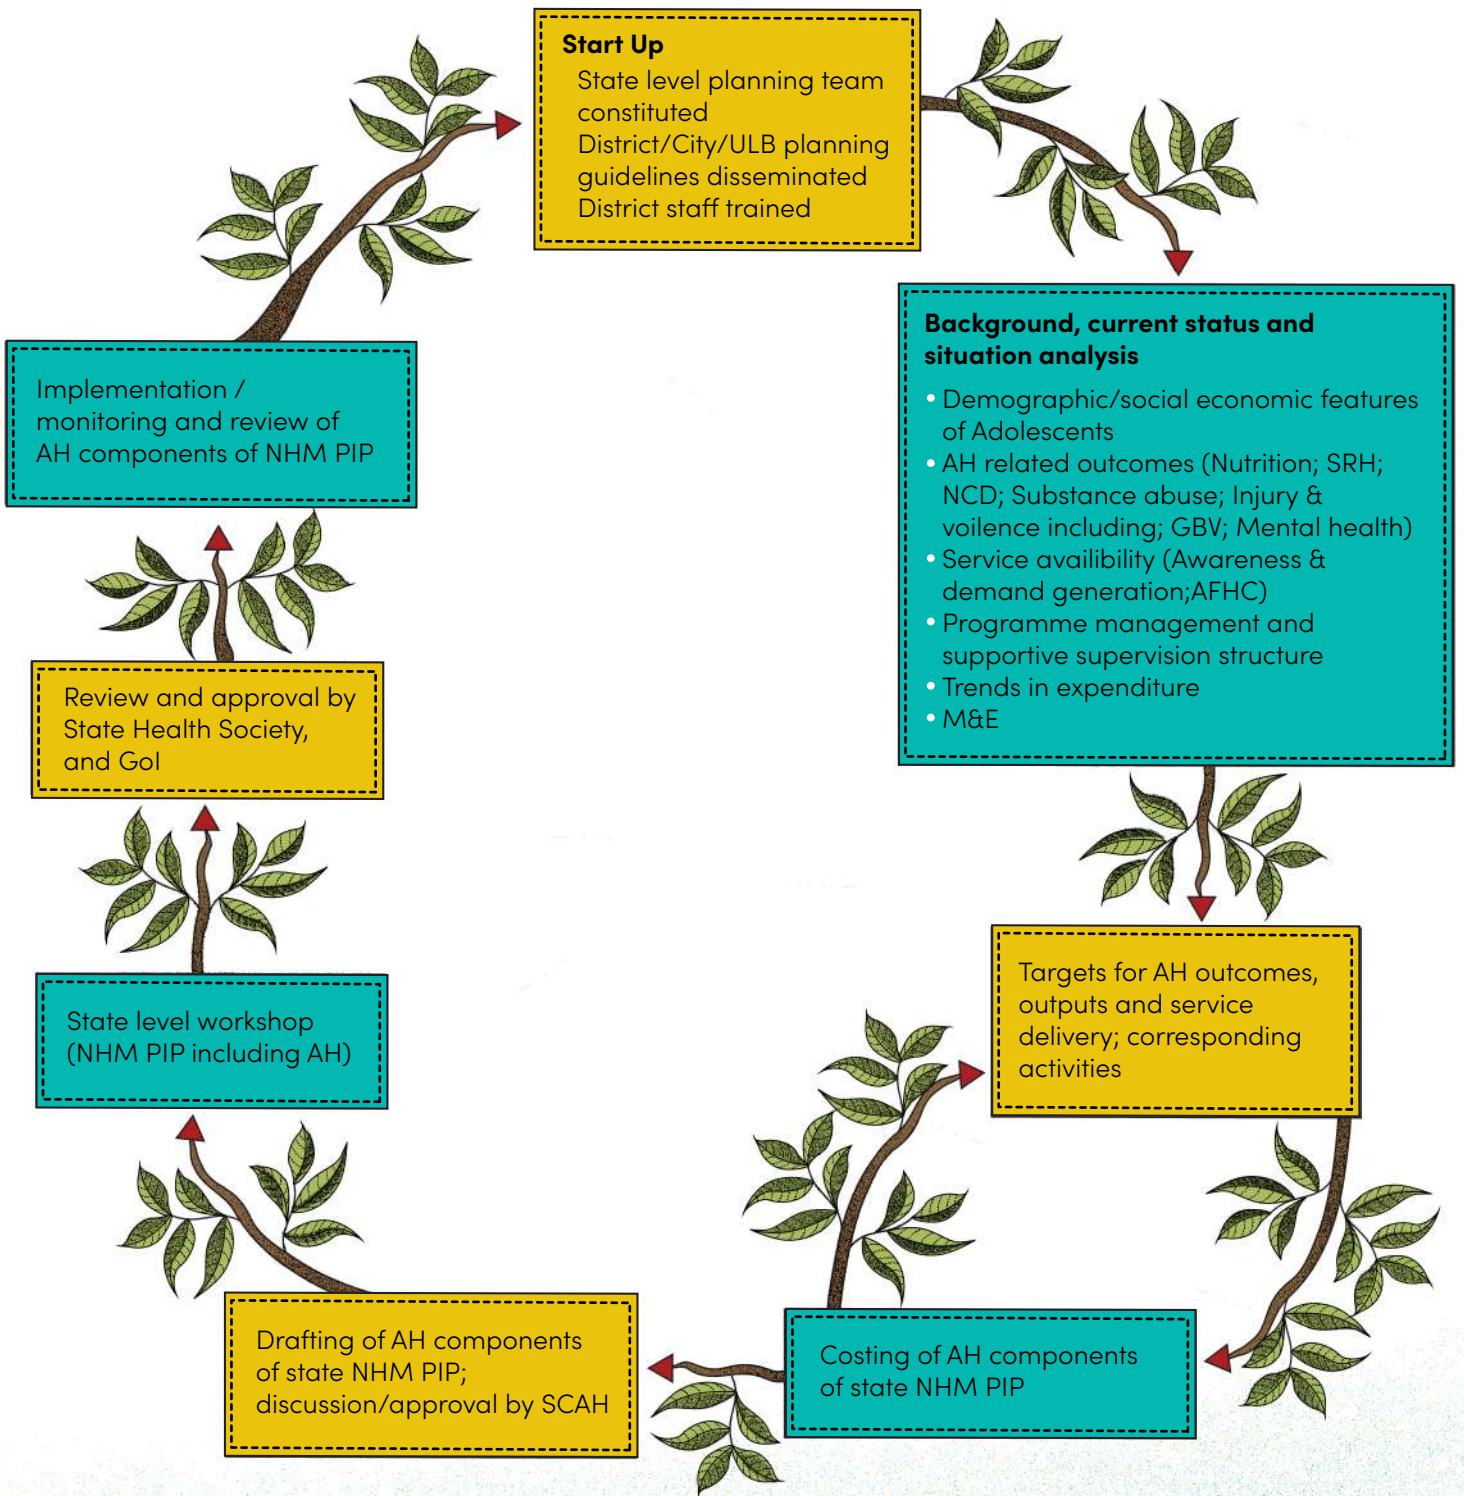 Start Up
State level planning team
constituted
District/City/ULB planning
guidelines disseminated
District staff trained
Background, current status and
situation analysis
• Demographic/social economic features
of Adolescents
• AH related outcomes (Nutrition; SRH;
NCD; Substance abuse; Injury &
voilence including; GBV; Mental health)
• Service availibility (Awareness &
demand generation;AFHC)
• Programme management and
supportive supervision structure
• Trends in expenditure
• M&E
Targets for AH outcomes,
outputs and service
delivery; corresponding
activities
Costing of AH components
of state NHM PIP
Drafting of AH components
of state NHM PIP;
discussion/approval by SCAH
State level workshop
(NHM PIP including AH)
Review and approval by
State Health Society,
and GoI
Implementation /
monitoring and review of
AH components of NHM PIP